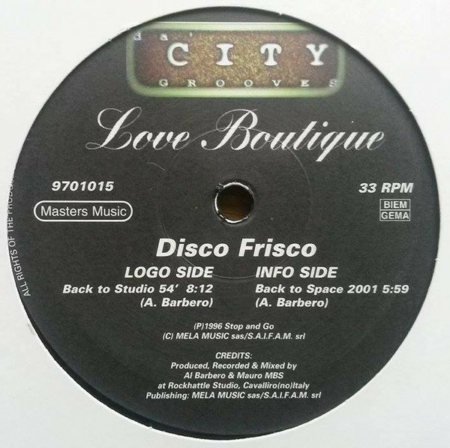 da'
CITY
GROOVES
Love Boutique
9701015
33 RPM
Masters Music
BIEM
GEMA
Disco Frisco
LOGO SIDE
Back to Studio 54' 8:12
(A. Barbero)
INFO SIDE
Back to Space 2001 5:59
(A. Barbero)
(P)1996 Stop and Go
(C) MELA MUSIC sas/S.A.I.F.A.M. srl
CREDITS:
Produced, Recorded & Mixed by
Al Barbero & Mauro MBS
at Rockhattle Studio, Cavalliro(no)Italy
Publishing: MELA MUSIC sas/S.A.I.F.A.M. srl
ALL RIGHTS OF THE